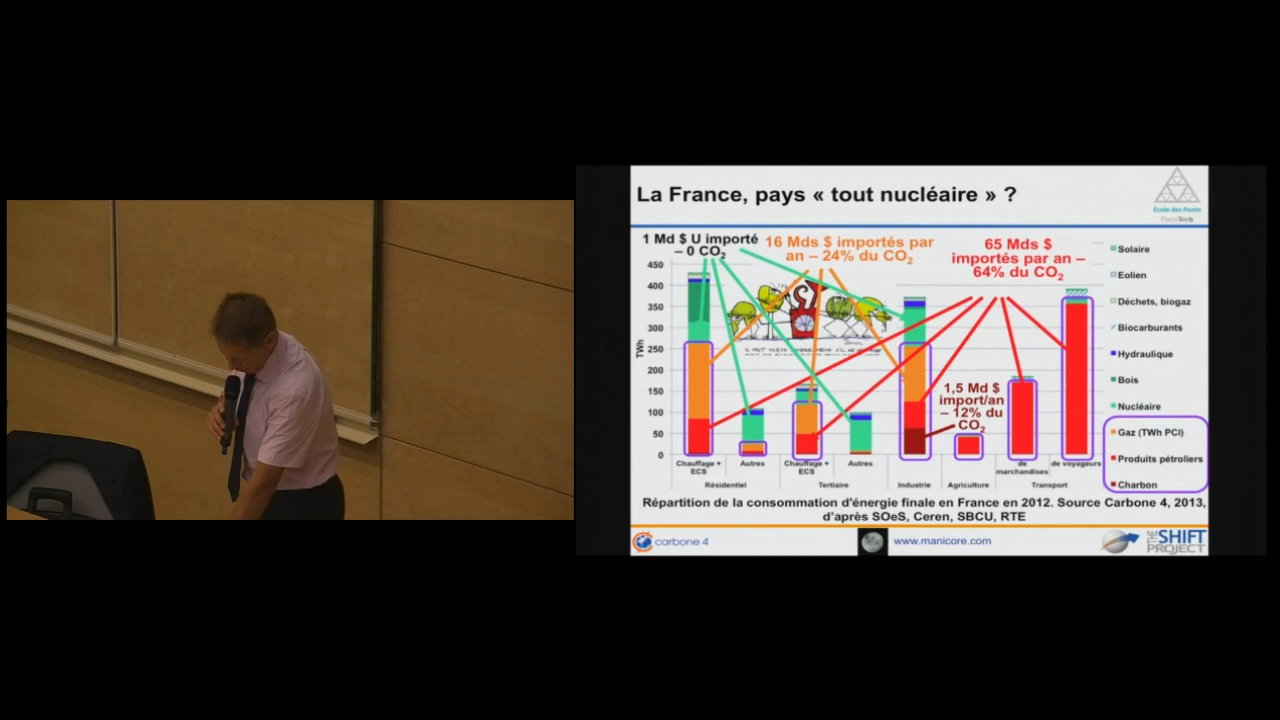 La France, pays « tout nucléaire » ?
École des Ponts
ParisTech
1 Md $ U importé
– 0 CO2
16 Mds $ importés par
an – 24% du CO2
65 Mds $
importés par an –
64% du CO2
1,5 Md $
import/an
– 12% du
CO2
TWh
450
400
350
300
250
200
150
100
50
0
Chauffage +
ECS
Autres
Chauffage +
ECS
Autres
de
marchandises
de voyageurs
Résidentiel
Tertiaire
Industrie
Agriculture
Transport
Solaire
Eolien
Déchets, biogaz
Biocarburants
Hydraulique
Bois
Nucléaire
Gaz (TWh PCI)
Produits pétroliers
Charbon
Répartition de la consommation d'énergie finale en France en 2012. Source Carbone 4, 2013,
d'après SOeS, Ceren, SBCU, RTE
carbone 4
www.manicore.com
THE SHIFT
PROJECT